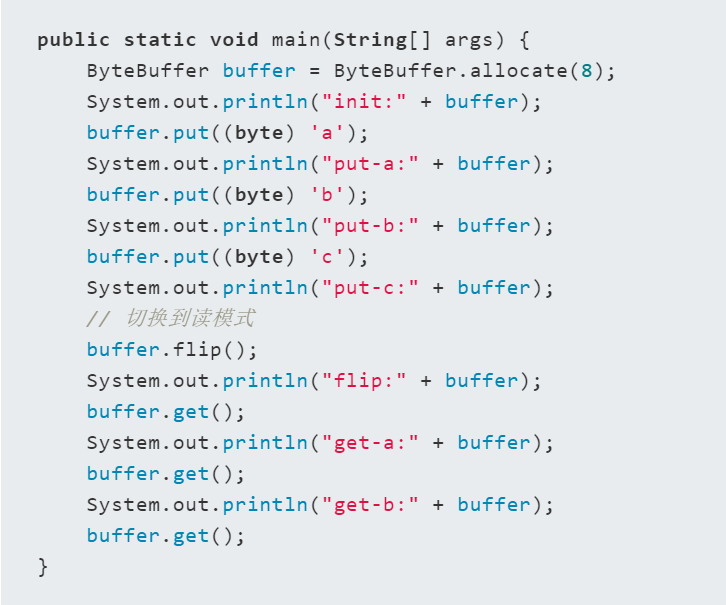 public static void main(String[] args) {
    ByteBuffer buffer = ByteBuffer.allocate(8);
    System.out.println("init:" + buffer);
    buffer.put((byte) 'a');
    System.out.println("put-a:" + buffer);
    buffer.put((byte) 'b');
    System.out.println("put-b:" + buffer);
    buffer.put((byte) 'c');
    System.out.println("put-c:" + buffer);
    // 切换到读模式
    buffer.flip();
    System.out.println("flip:" + buffer);
    buffer.get();
    System.out.println("get-a:" + buffer);
    buffer.get();
    System.out.println("get-b:" + buffer);
    buffer.get();
}